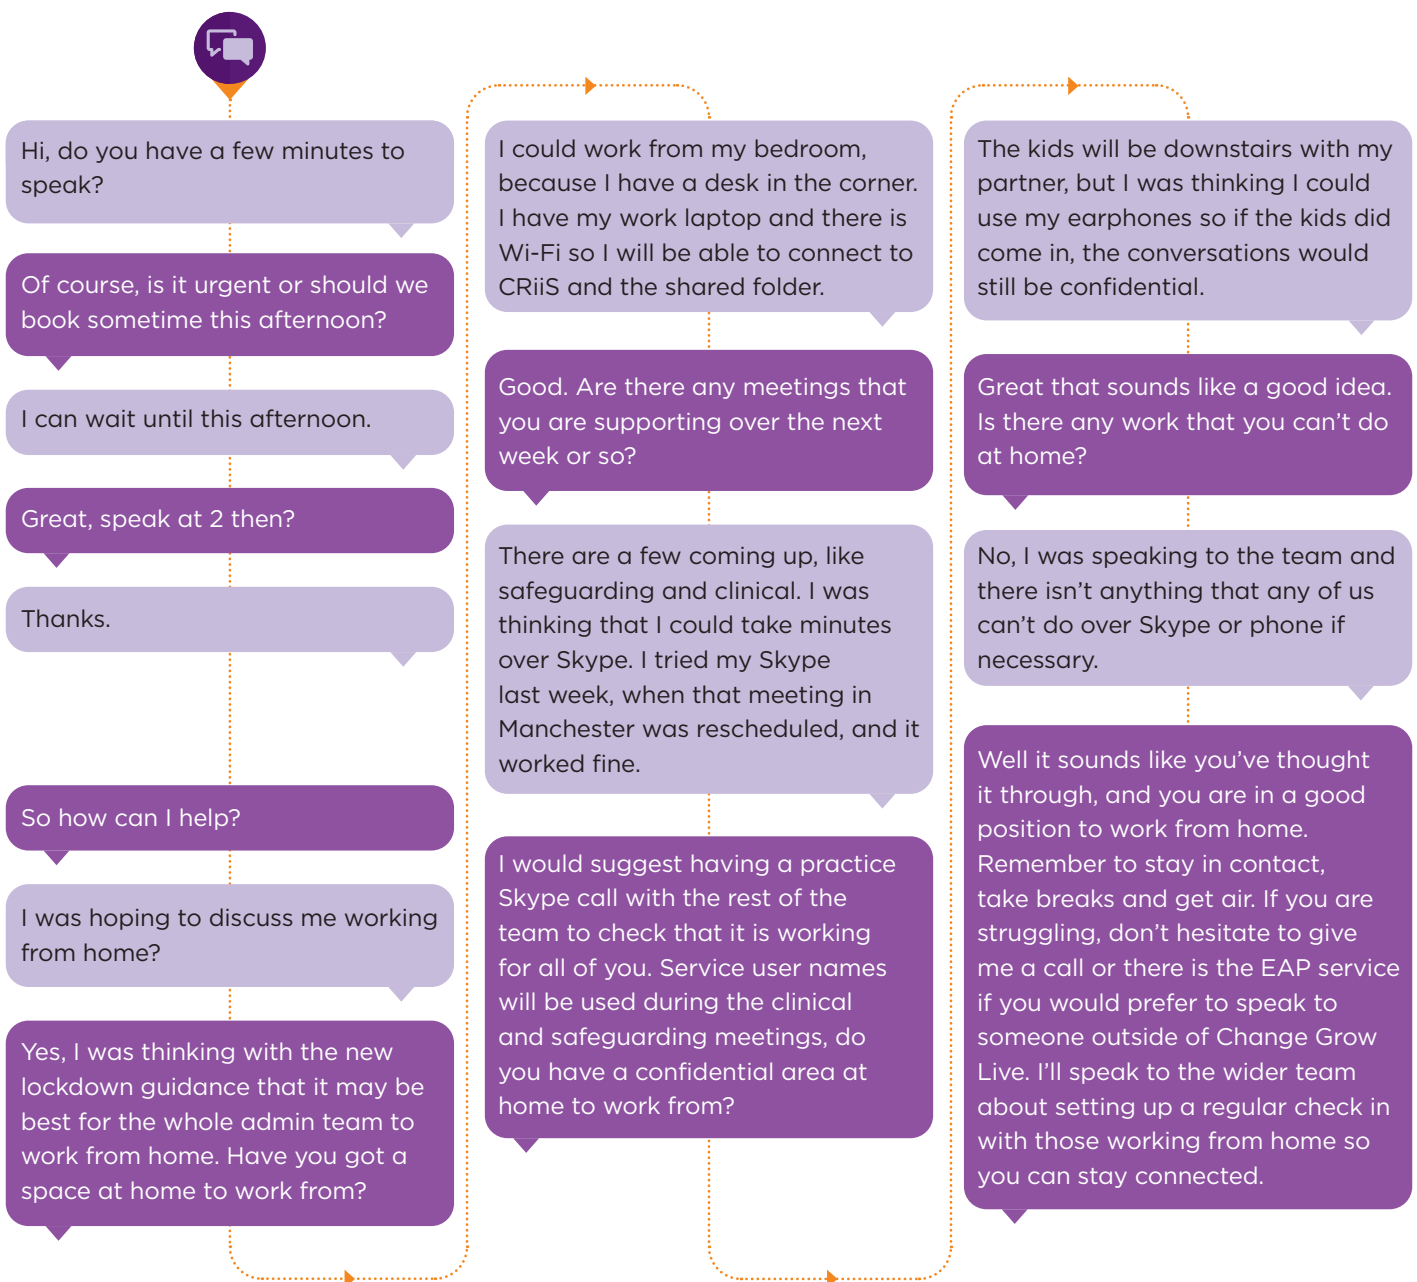 Hi, do you have a few minutes to
speak?
Of course, is it urgent or should we
book sometime this afternoon?
I can wait until this afternoon.
Great, speak at 2 then?
Thanks.
So how can I help?
I was hoping to discuss me working
from home?
Yes, I was thinking with the new
lockdown guidance that it may be
best for the whole admin team to
work from home. Have you got a
space at home to work from?
I could work from my bedroom,
because I have a desk in the corner.
I have my work laptop and there is
Wi-Fi so I will be able to connect to
CRiiS and the shared folder.
Good. Are there any meetings that
you are supporting over the next
week or so?
There are a few coming up, like
safeguarding and clinical. I was
thinking that I could take minutes
over Skype. I tried my Skype
last week, when that meeting in
Manchester was rescheduled, and it
worked fine.
I would suggest having a practice
Skype call with the rest of the
team to check that it is working
for all of you. Service user names
will be used during the clinical
and safeguarding meetings, do
you have a confidential area at
home to work from?
The kids will be downstairs with my
partner, but I was thinking I could
use my earphones so if the kids did
come in, the conversations would
still be confidential.
Great that sounds like a good idea.
Is there any work that you can't do
at home?
No, I was speaking to the team and
there isn't anything that any of us
can't do over Skype or phone if
necessary.
Well it sounds like you've thought
it through, and you are in a good
position to work from home.
Remember to stay in contact,
take breaks and get air. If you are
struggling, don't hesitate to give
me a call or there is the EAP service
if you would prefer to speak to
someone outside of Change Grow
Live. I'll speak to the wider team
about setting up a regular check in
with those working from home so
you can stay connected.